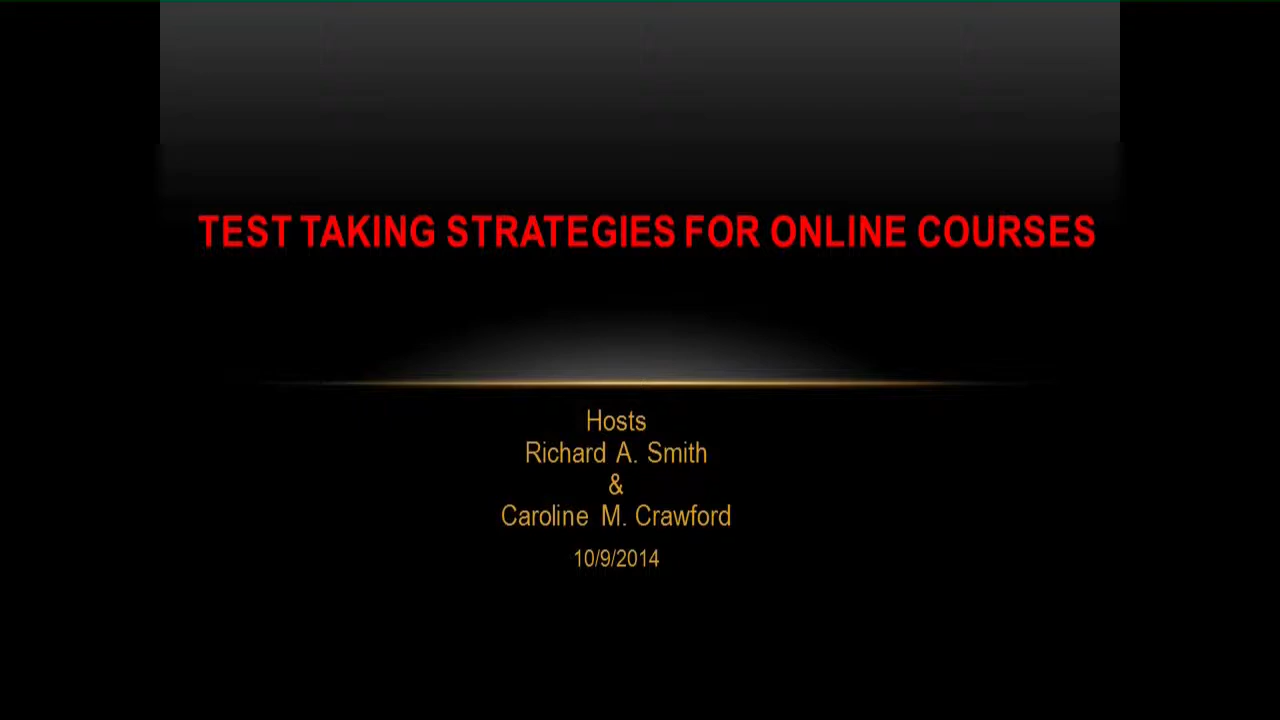 TEST TAKING STRATEGIES FOR ONLINE COURSES
Hosts
Richard A. Smith
&
Caroline M. Crawford
10/9/2014